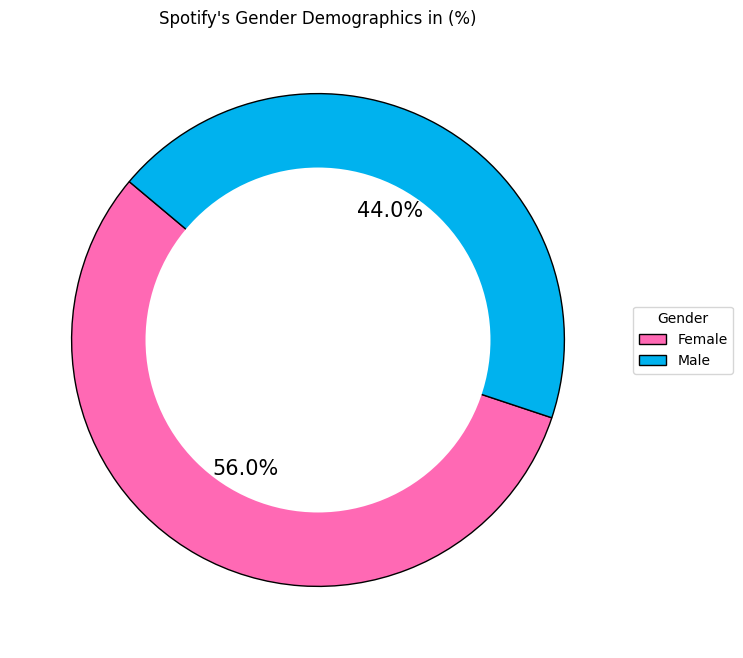 Spotify's Gender Demographics in (%)
44.0%
Gender
Female
Male
56.0%